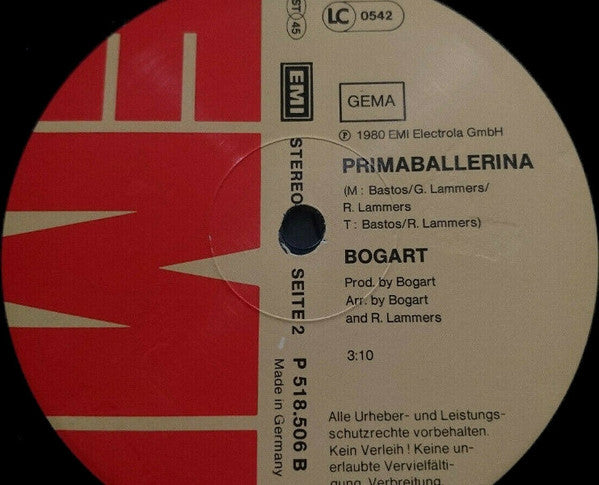 ST 45
LC 0542
EMI
GEMA
℗ 1980 EMI Electrola GmbH
STEREO
SEITE 2
P 518.506 B
Made in Germany
PRIMABALLERINA
(M : Bastos/G. Lammers/
R. Lammers
T : Bastos/R. Lammers)
BOGART
Prod. by Bogart
Arr. by Bogart
and R. Lammers
3:10
Alle Urheber- und Leistungs-
schutzrechte vorbehalten.
Kein Verleih ! Keine un-
erlaubte Vervielfälti-
gung, Verbreitung